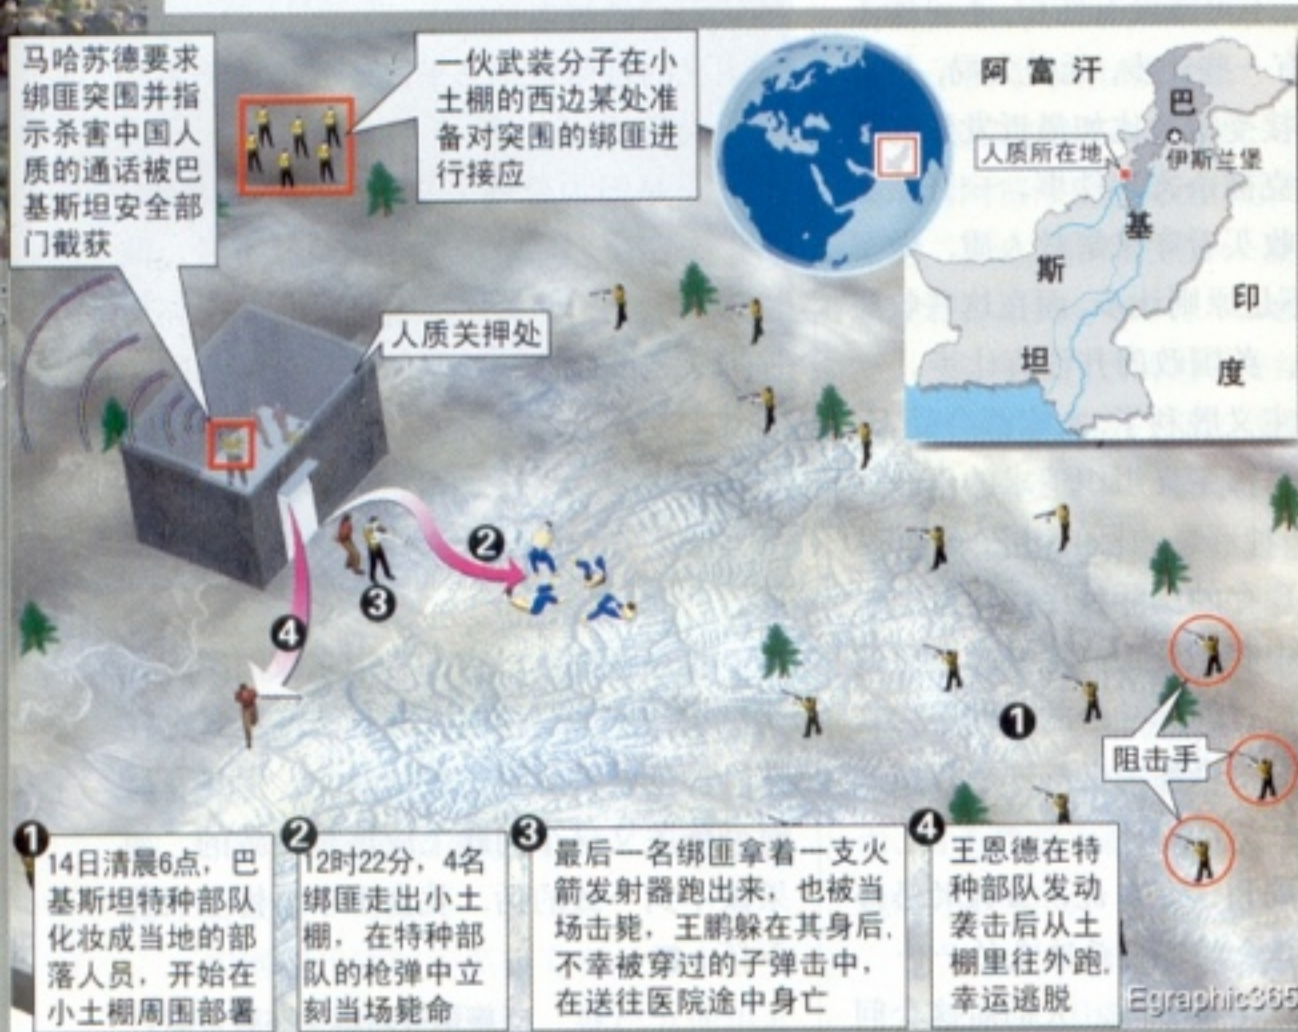 马哈苏德要求
绑匪突围并指
示杀害中国人
质的通话被巴
基斯坦安全部
门截获
一伙武装分子在小
土棚的西边某处准
备对突围的绑匪进
行接应
阿富汗
巴
人质所在地
伊斯兰堡
基
斯
印
坦
度
人质关押处
❷
❸
❹
❶
阻击手
❶
14日清晨6点，巴
基斯坦特种部队
化妆成当地的部
落人员，开始在
小土棚周围部署
❷
12时22分，4名
绑匪走出小土
棚，在特种部
队的枪弹中立
刻当场毙命
❸
最后一名绑匪拿着一支火
箭发射器跑出来，也被当
场击毙，王鹏躲在其身后,
不幸被穿过的子弹击中，
在送往医院途中身亡
❹
王恩德在特
种部队发动
袭击后从土
棚里往外跑,
幸运逃脱
Egraphic365